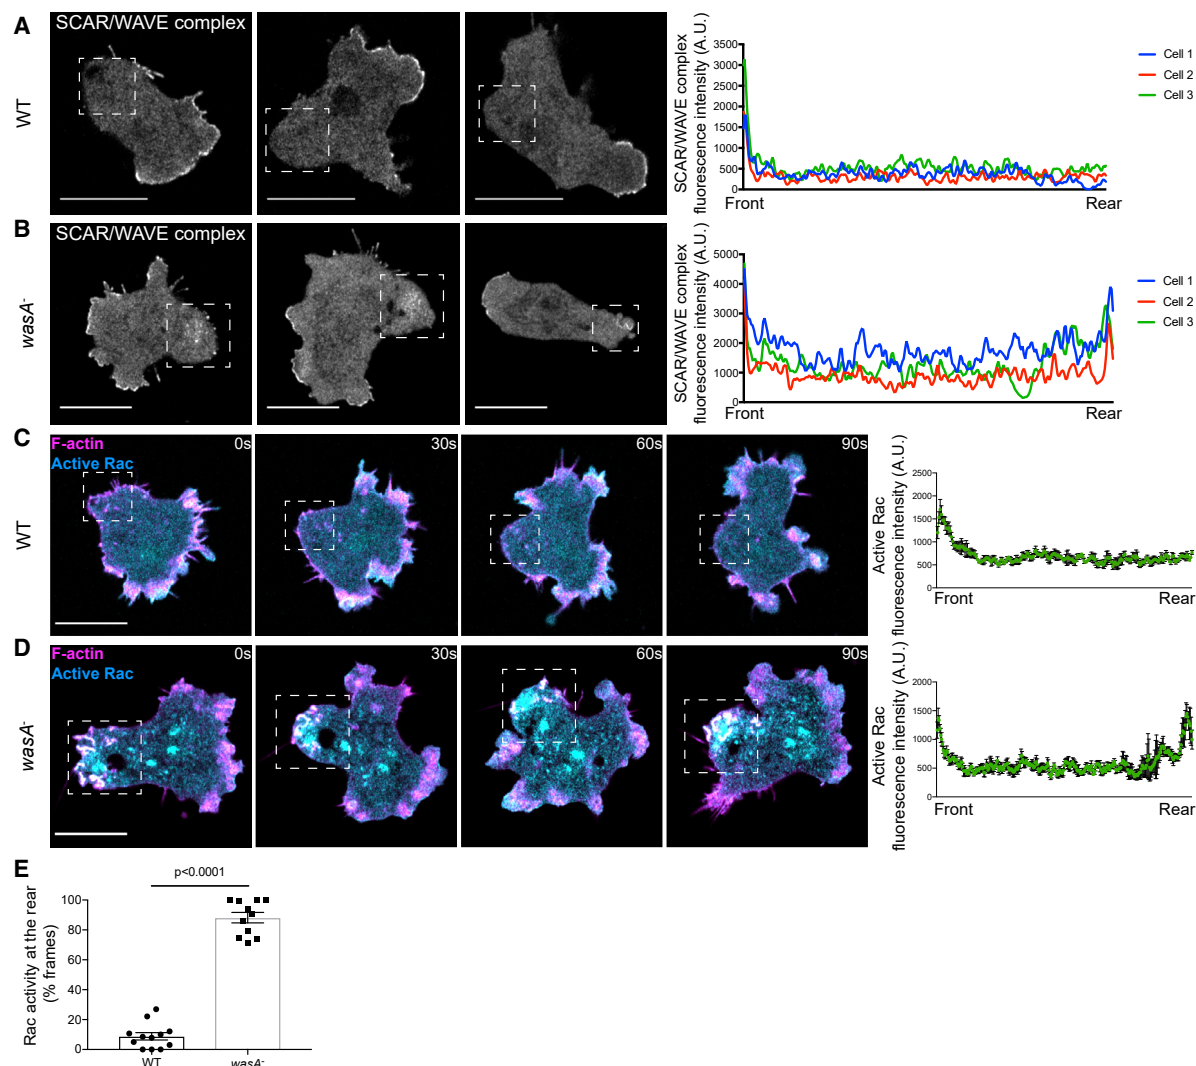 A
SCAR/WAVE complex
WT
SCAR/WAVE complex
fluorescence intensity (A.U.)
3500
3000
2500
2000
1500
1000
500
0
Front
Rear
Cell 1
Cell 2
Cell 3
B
SCAR/WAVE complex
wasA-
SCAR/WAVE complex
fluorescence intensity (A.U.)
5000
4000
3000
2000
1000
0
Front
Rear
Cell 1
Cell 2
Cell 3
C
F-actin
Active Rac
0s
30s
60s
90s
WT
Active Rac
fluorescence intensity (A.U.)
2500
2000
1500
1000
500
0
Front
Rear
D
F-actin
Active Rac
0s
30s
60s
90s
wasA-
Active Rac
fluorescence intensity (A.U.)
2000
1500
1000
500
0
Front
Rear
E
p<0.0001
Rac activity at the rear
(% frames)
100
80
60
40
20
0
WT
wasA-